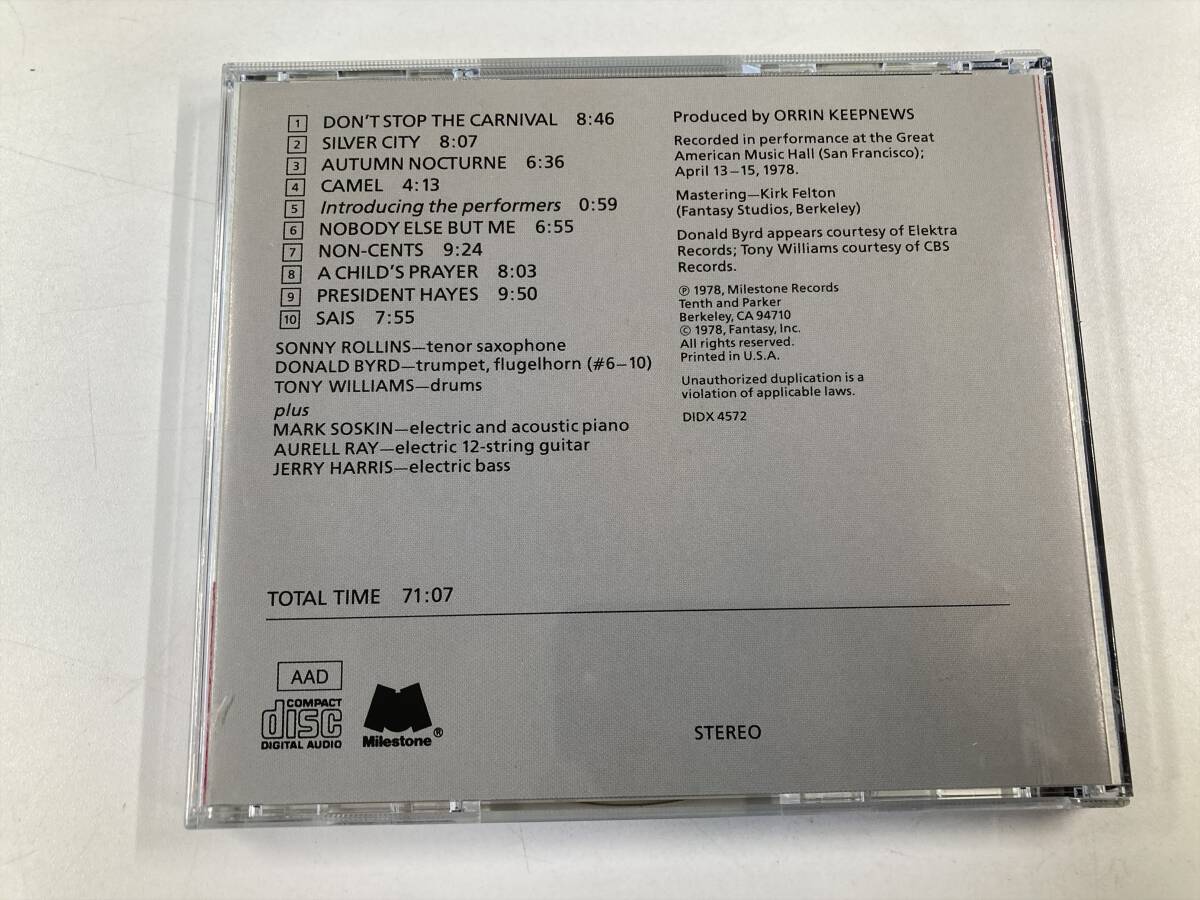 1 DON'T STOP THE CARNIVAL 8:46
2 SILVER CITY 8:07
3 AUTUMN NOCTURNE 6:36
4 CAMEL 4:13
5 Introducing the performers 0:59
6 NOBODY ELSE BUT ME 6:55
7 NON-CENTS 9:24
8 A CHILD'S PRAYER 8:03
9 PRESIDENT HAYES 9:50
10 SAIS 7:55
SONNY ROLLINS—tenor saxophone
DONALD BYRD—trumpet, flugelhorn (#6–10)
TONY WILLIAMS—drums
plus
MARK SOSKIN—electric and acoustic piano
AURELL RAY—electric 12-string guitar
JERRY HARRIS—electric bass
Produced by ORRIN KEEPNEWS
Recorded in performance at the Great
American Music Hall (San Francisco);
April 13–15, 1978.
Mastering—Kirk Felton
(Fantasy Studios, Berkeley)
Donald Byrd appears courtesy of Elektra
Records; Tony Williams courtesy of CBS
Records.
℗ 1978, Milestone Records
Tenth and Parker
Berkeley, CA 94710
© 1978, Fantasy, Inc.
All rights reserved.
Printed in U.S.A.
Unauthorized duplication is a
violation of applicable laws.
DIDX 4572
TOTAL TIME 71:07
AAD
COMPACT
disc
DIGITAL AUDIO
Milestone®
STEREO